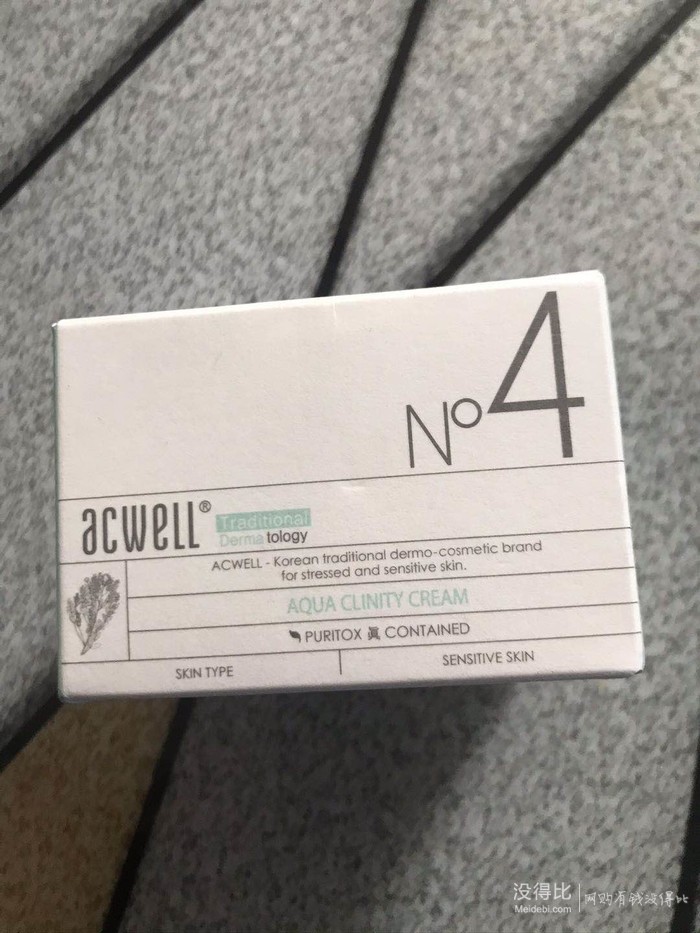 Nº4
acwell®
Traditional
Dermatology
ACWELL - Korean traditional dermo-cosmetic brand
for stressed and sensitive skin.
AQUA CLINITY CREAM
PURITOX 眞 CONTAINED
SKIN TYPE
SENSITIVE SKIN
没得比
Meidebi.com
网购有钱没得比